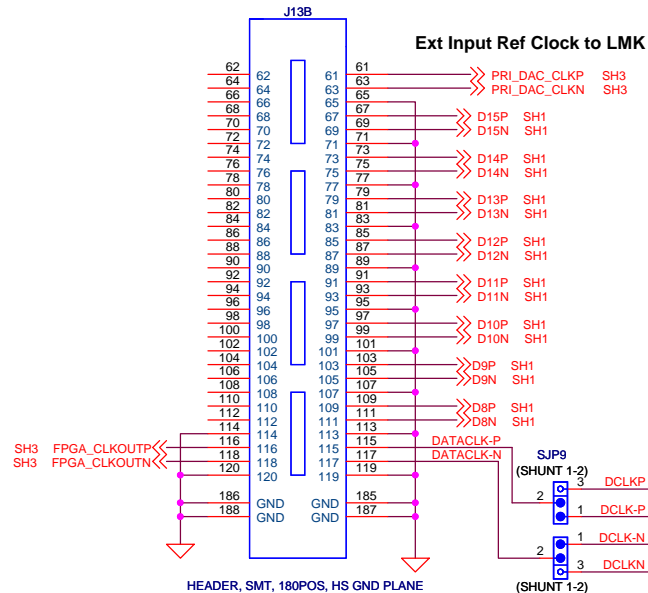 J13B
Ext Input Ref Clock to LMK
62 62 61 61 PRI_DAC_CLKP SH3
64 64 63 63 PRI_DAC_CLKN SH3
66 66 65 65
68 68 67 67 D15P SH1
70 70 69 69 D15N SH1
72 72 71 71
74 74 73 73 D14P SH1
76 76 75 75 D14N SH1
78 78 77 77
80 80 79 79 D13P SH1
82 82 81 81 D13N SH1
84 84 83 83
86 86 85 85 D12P SH1
88 88 87 87 D12N SH1
90 90 89 89
92 92 91 91 D11P SH1
94 94 93 93 D11N SH1
96 96 95 95
98 98 97 97 D10P SH1
100 100 99 99 D10N SH1
102 102 101 101
104 104 103 103 D9P SH1
106 106 105 105 D9N SH1
108 108 107 107
110 110 109 109 D8P SH1
112 112 111 111 D8N SH1
114 114 113 113
SH3 FPGA_CLKOUTP 116 116 115 115 DATACLK-P
SH3 FPGA_CLKOUTN 118 118 117 117 DATACLK-N
120 120 119 119
186 GND GND 185
188 GND GND 187
SJP9
(SHUNT 1-2)
3 DCLKP
2
1 DCLK-P
1 DCLK-N
2
3 DCLKN
(SHUNT 1-2)
HEADER, SMT, 180POS, HS GND PLANE